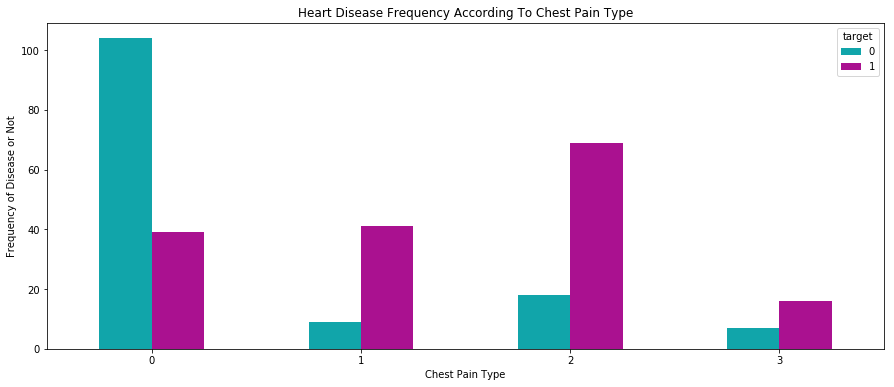 Heart Disease Frequency According To Chest Pain Type
target
0
1
100
80
60
40
20
0
Frequency of Disease or Not
0 1 2 3
Chest Pain Type